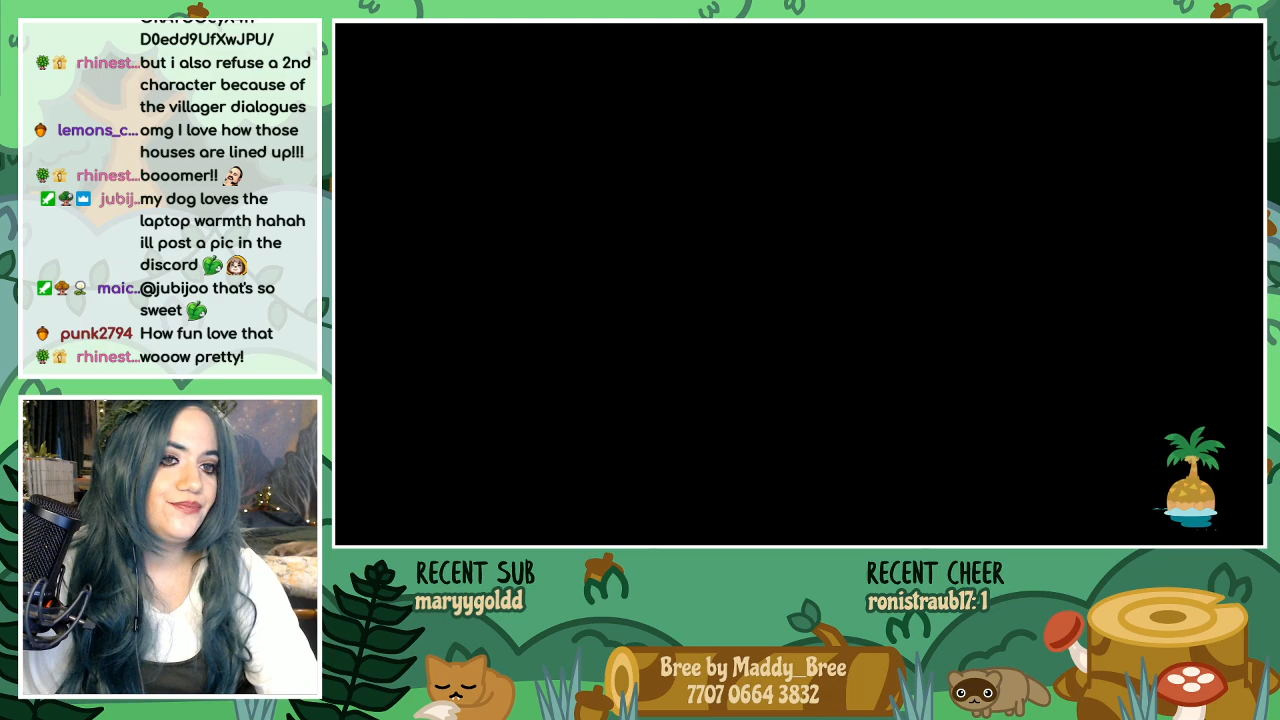 D0edd9UfXwJPU/
rhinest...but i also refuse a 2nd
character because of
the villager dialogues
lemons_c...omg I love how those
houses are lined up!!!
rhinest...booomer!!
jubij..my dog loves the
laptop warmth hahah
ill post a pic in the
discord
maic..@jubijoo that's so
sweet
punk2794 How fun love that
rhinest...wooow pretty!
RECENT SUB
maryygoldd
RECENT CHEER
ronistraub17: 1
Bree by Maddy_Bree
7707 0664 3832